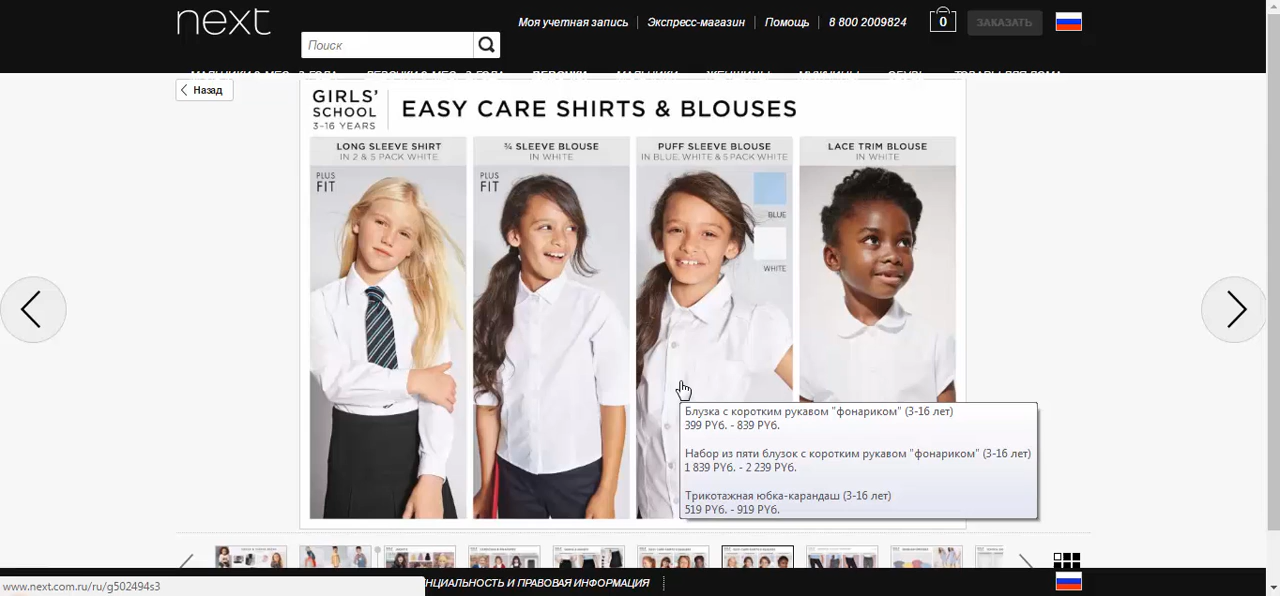 next
Моя учетная запись
Экспресс-магазин
Помощь
8 800 2009824
0
ЗАКАЗАТЬ
Поиск
Назад
GIRLS'
SCHOOL
3-16 YEARS
EASY CARE SHIRTS & BLOUSES
LONG SLEEVE SHIRT
IN 2 & 5 PACK WHITE
PLUS
FIT
¾ SLEEVE BLOUSE
IN WHITE
PLUS
FIT
PUFF SLEEVE BLOUSE
IN BLUE, WHITE & 5 PACK WHITE
BLUE
WHITE
LACE TRIM BLOUSE
IN WHITE
Блузка с коротким рукавом "фонариком" (3-16 лет)
399 РУб. - 839 РУб.
Набор из пяти блузок с коротким рукавом "фонариком" (3-16 лет)
1 839 РУб. - 2 239 РУб.
Трикотажная юбка-карандаш (3-16 лет)
519 РУб. - 919 РУб.
www.next.com.ru/ru/g502494s3
НЦИАЛЬНОСТЬ И ПРАВОВАЯ ИНФОРМАЦИЯ